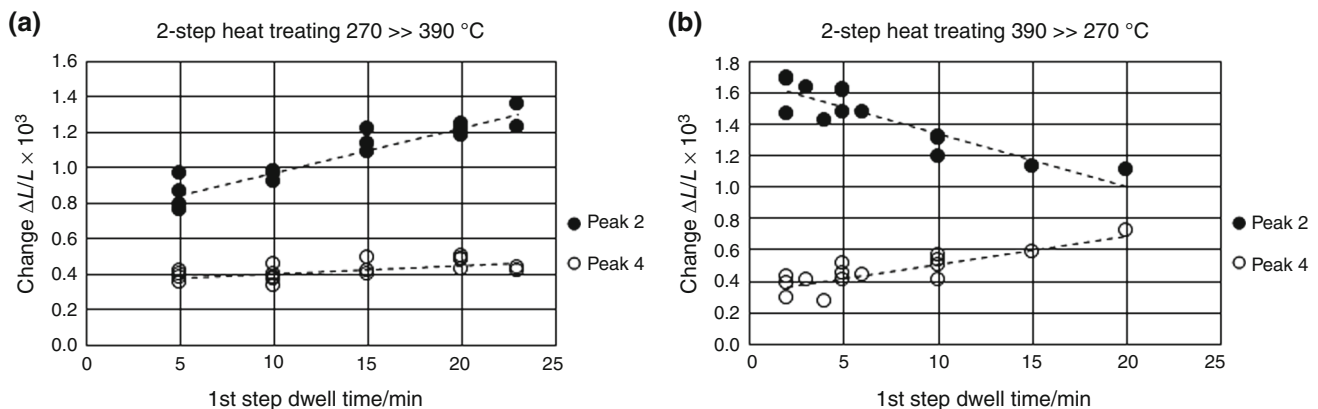 (a)
2-step heat treating 270 >> 390 °C
Change ΔL/L × 10³
1.6
1.4
1.2
1.0
0.8
0.6
0.4
0.2
0.0
0 5 10 15 20 25
1st step dwell time/min
Peak 2
Peak 4
(b)
2-step heat treating 390 >> 270 °C
Change ΔL/L × 10³
1.8
1.6
1.4
1.2
1.0
0.8
0.6
0.4
0.2
0.0
0 5 10 15 20 25
1st step dwell time/min
Peak 2
Peak 4